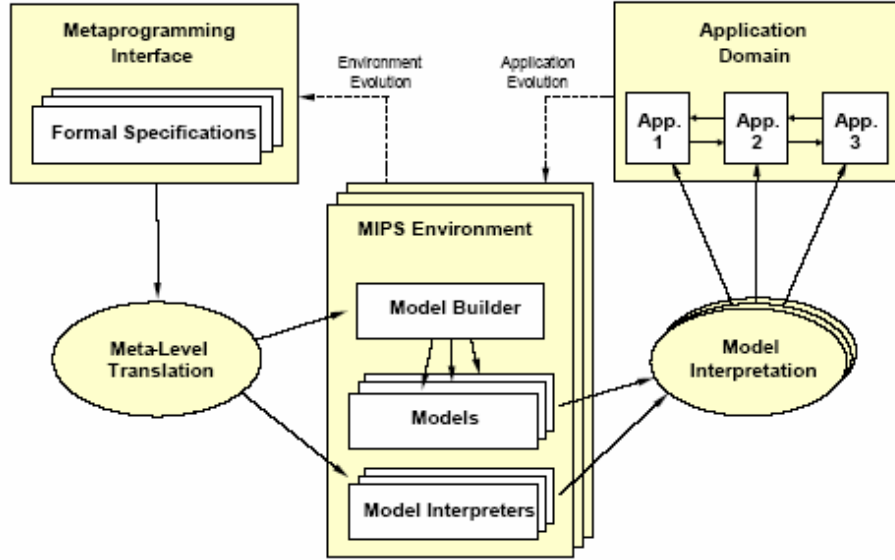 Metaprogramming
Interface
Formal Specifications
Environment
Evolution
Application
Evolution
Application
Domain
App.
1
App.
2
App.
3
MIPS Environment
Model Builder
Models
Model Interpreters
Meta-Level
Translation
Model
Interpretation